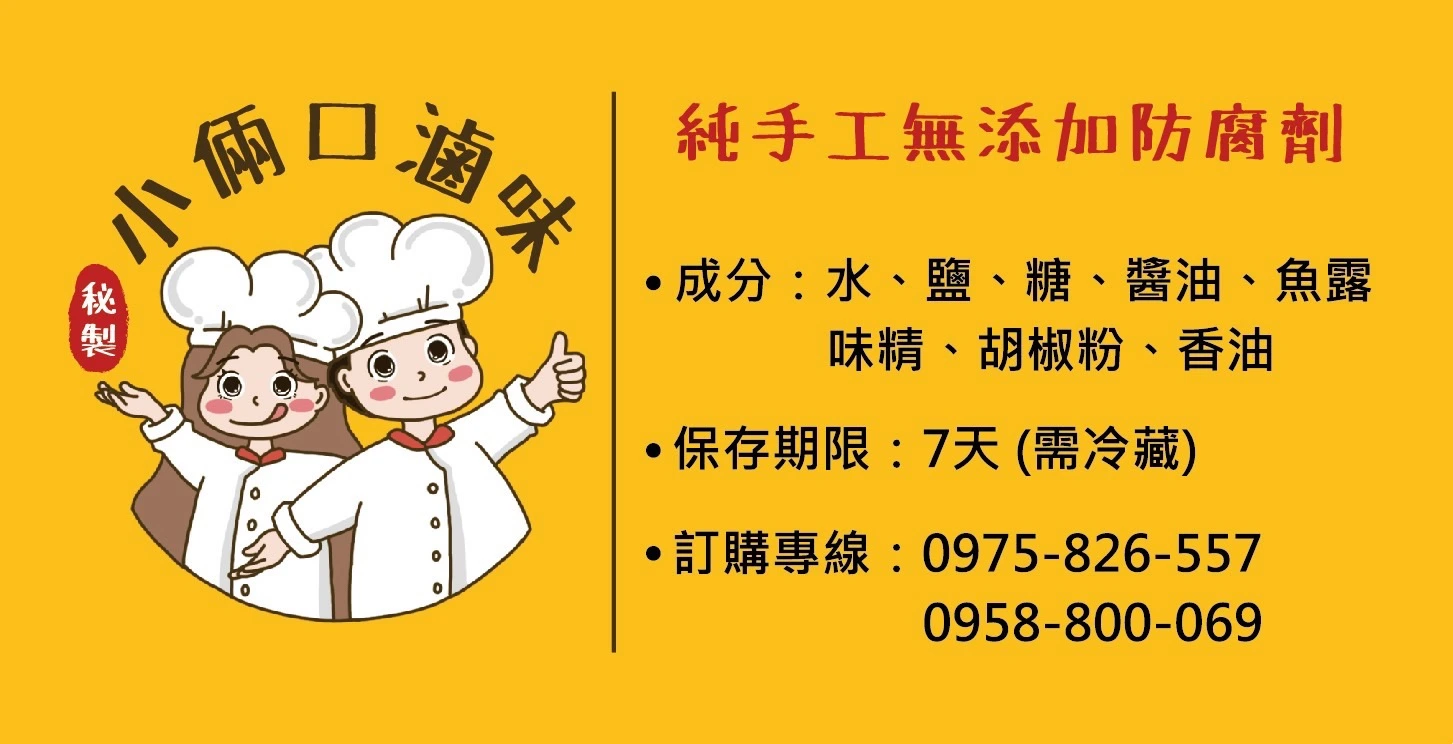 小倆口滷味
秘製
純手工無添加防腐劑
•成分：水、鹽、糖、醬油、魚露
味精、胡椒粉、香油
•保存期限：7天 (需冷藏)
•訂購專線：0975-826-557
0958-800-069